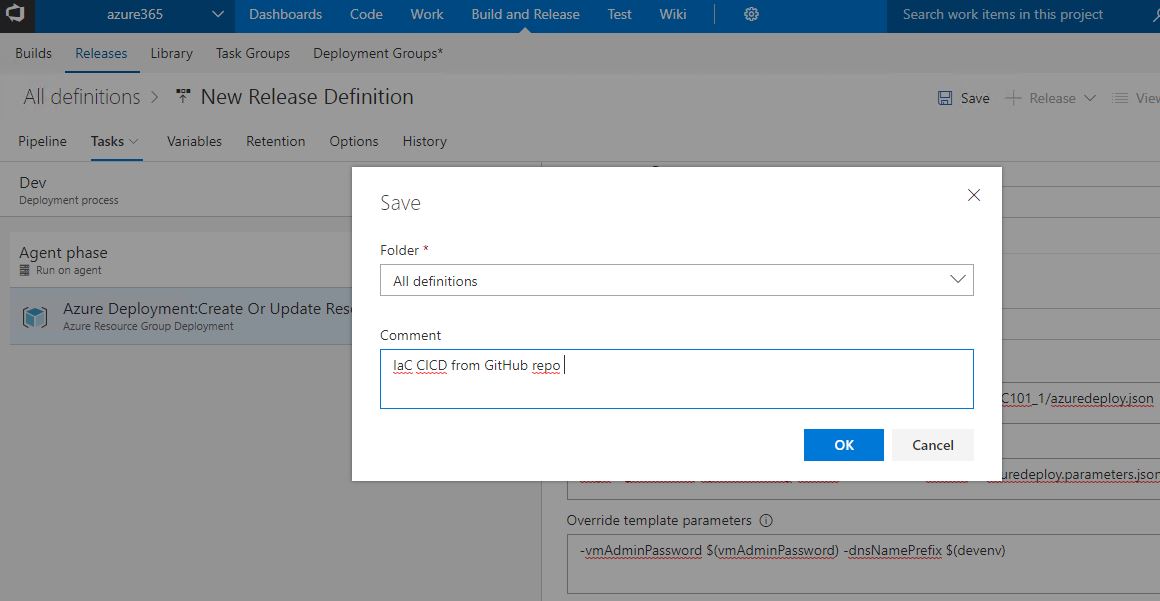 azure365 Dashboards Code Work Build and Release Test Wiki Search work items in this project
Builds Releases Library Task Groups Deployment Groups*
All definitions > New Release Definition Save + Release View
Pipeline Tasks Variables Retention Options History
Dev
Deployment process
Agent phase
Run on agent
Azure Deployment:Create Or Update
Azure Resource Group Deployment
Save
Folder *
All definitions
Comment
IaC CICD from GitHub repo
OK Cancel
C101_1/azuredeploy.json
uredeploy.parameters.json
Override template parameters
-vmAdminPassword $(vmAdminPassword) -dnsNamePrefix $(devenv)